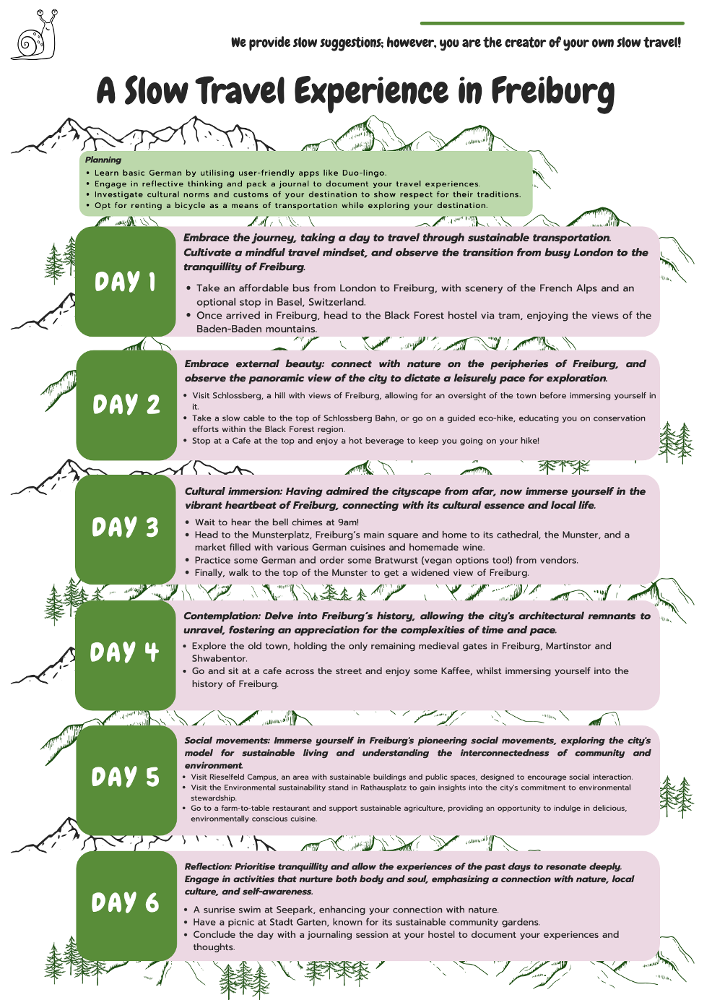 We provide slow suggestions; however, you are the creator of your own slow travel!
A Slow Travel Experience in Freiburg
Planning
• Learn basic German by utilising user-friendly apps like Duo-lingo.
• Engage in reflective thinking and pack a journal to document your travel experiences.
• Investigate cultural norms and customs of your destination to show respect for their traditions.
• Opt for renting a bicycle as a means of transportation while exploring your destination.
DAY 1
Embrace the journey, taking a day to travel through sustainable transportation.
Cultivate a mindful travel mindset, and observe the transition from busy London to the
tranquillity of Freiburg.
• Take an affordable bus from London to Freiburg, with scenery of the French Alps and an
optional stop in Basel, Switzerland.
• Once arrived in Freiburg, head to the Black Forest hostel via tram, enjoying the views of the
Baden-Baden mountains.
DAY 2
Embrace external beauty: connect with nature on the peripheries of Freiburg, and
observe the panoramic view of the city to dictate a leisurely pace for exploration.
• Visit Schlossberg, a hill with views of Freiburg, allowing for an oversight of the town before immersing yourself in
it.
• Take a slow cable to the top of Schlossberg Bahn, or go on a guided eco-hike, educating you on conservation
efforts within the Black Forest region.
• Stop at a Cafe at the top and enjoy a hot beverage to keep you going on your hike!
DAY 3
Cultural immersion: Having admired the cityscape from afar, now immerse yourself in the
vibrant heartbeat of Freiburg, connecting with its cultural essence and local life.
• Wait to hear the bell chimes at 9am!
• Head to the Munsterplatz, Freiburg's main square and home to its cathedral, the Munster, and a
market filled with various German cuisines and homemade wine.
• Practice some German and order some Bratwurst (vegan options too!) from vendors.
• Finally, walk to the top of the Munster to get a widened view of Freiburg.
DAY 4
Contemplation: Delve into Freiburg's history, allowing the city's architectural remnants to
unravel, fostering an appreciation for the complexities of time and pace.
• Explore the old town, holding the only remaining medieval gates in Freiburg, Martinstor and
Shwabentor.
• Go and sit at a cafe across the street and enjoy some Kaffee, whilst immersing yourself into the
history of Freiburg.
DAY 5
Social movements: Immerse yourself in Freiburg's pioneering social movements, exploring the city's
model for sustainable living and understanding the interconnectedness of community and
environment.
• Visit Rieselfeld Campus, an area with sustainable buildings and public spaces, designed to encourage social interaction.
• Visit the Environmental sustainability stand in Rathausplatz to gain insights into the city's commitment to environmental
stewardship.
• Go to a farm-to-table restaurant and support sustainable agriculture, providing an opportunity to indulge in delicious,
environmentally conscious cuisine.
DAY 6
Reflection: Prioritise tranquillity and allow the experiences of the past days to resonate deeply.
Engage in activities that nurture both body and soul, emphasizing a connection with nature, local
culture, and self-awareness.
• A sunrise swim at Seepark, enhancing your connection with nature.
• Have a picnic at Stadt Garten, known for its sustainable community gardens.
• Conclude the day with a journaling session at your hostel to document your experiences and
thoughts.